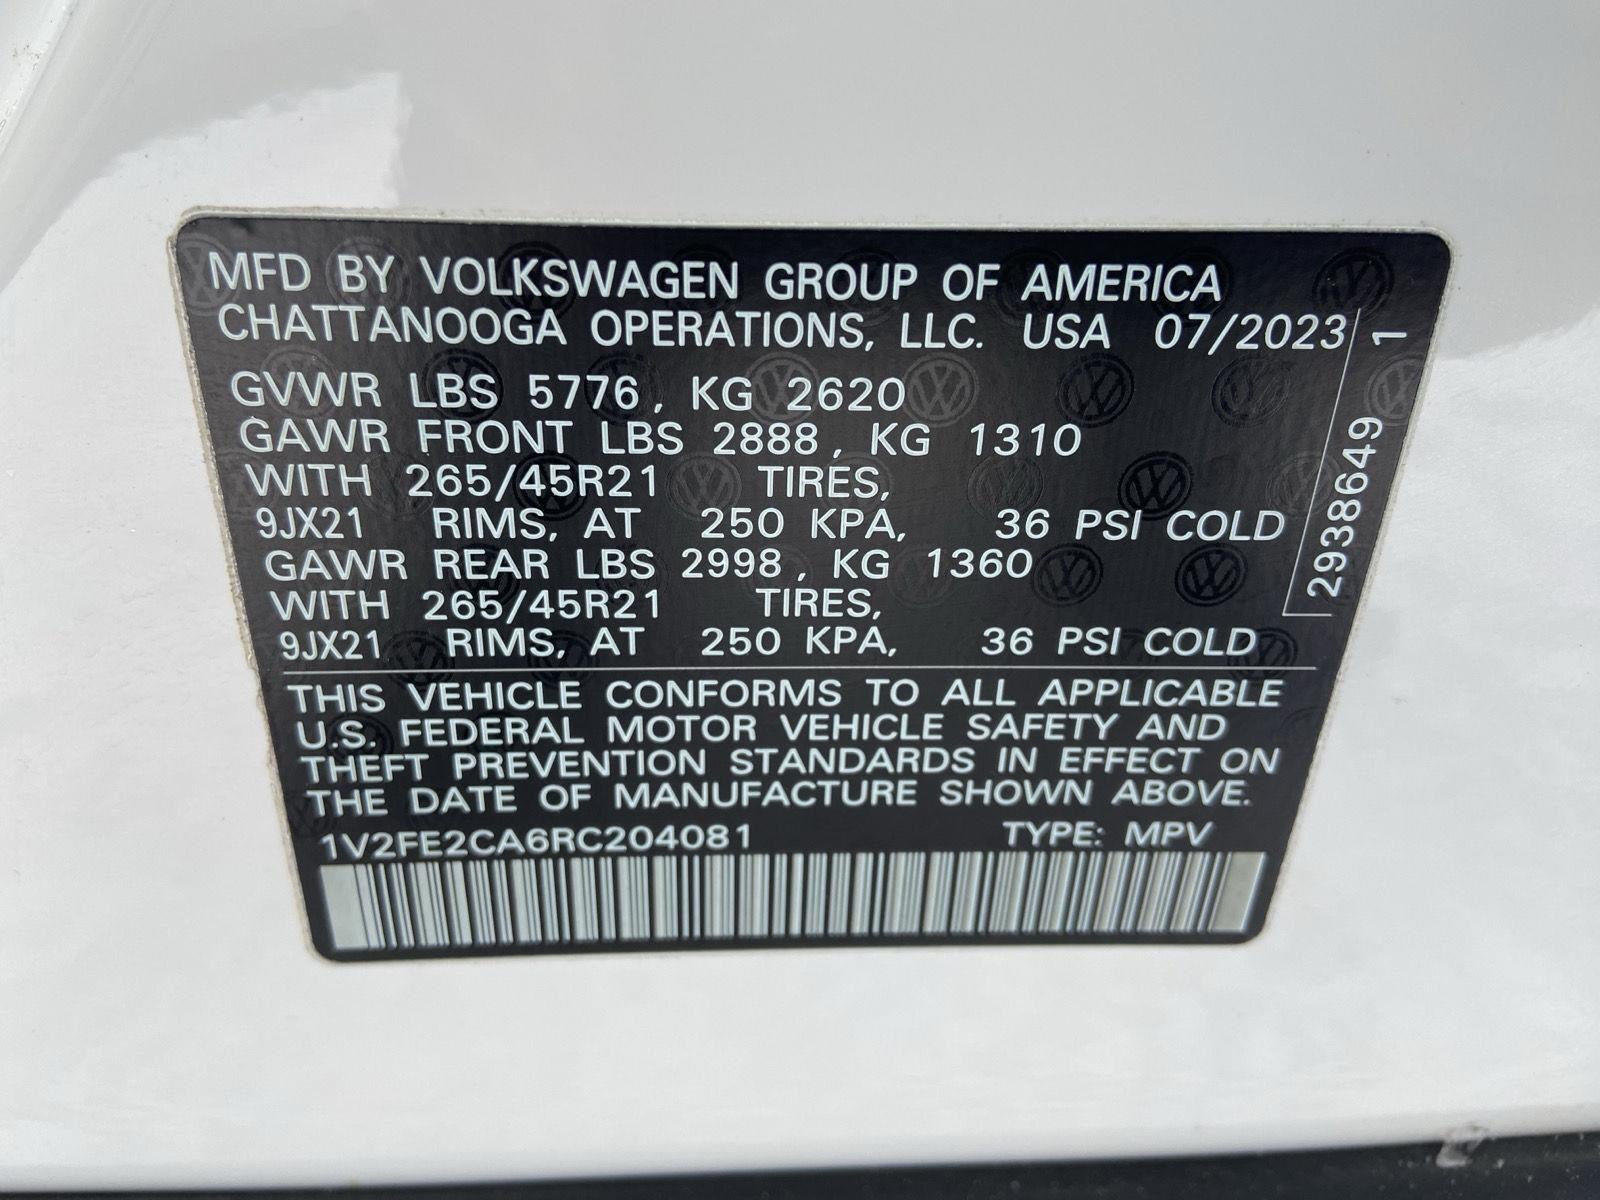 MFD BY VOLKSWAGEN GROUP OF AMERICA
CHATTANOOGA OPERATIONS, LLC. USA 07/2023
GVWR LBS 5776, KG 2620
GAWR FRONT LBS 2888, KG 1310
WITH 265/45R21 TIRES,
9JX21 RIMS, AT 250 KPA, 36 PSI COLD
GAWR REAR LBS 2998, KG 1360
WITH 265/45R21 TIRES,
9JX21 RIMS, AT 250 KPA, 36 PSI COLD
THIS VEHICLE CONFORMS TO ALL APPLICABLE
U.S. FEDERAL MOTOR VEHICLE SAFETY AND
THEFT PREVENTION STANDARDS IN EFFECT ON
THE DATE OF MANUFACTURE SHOWN ABOVE.
1V2FE2CA6RC204081 TYPE: MPV
29388649 1